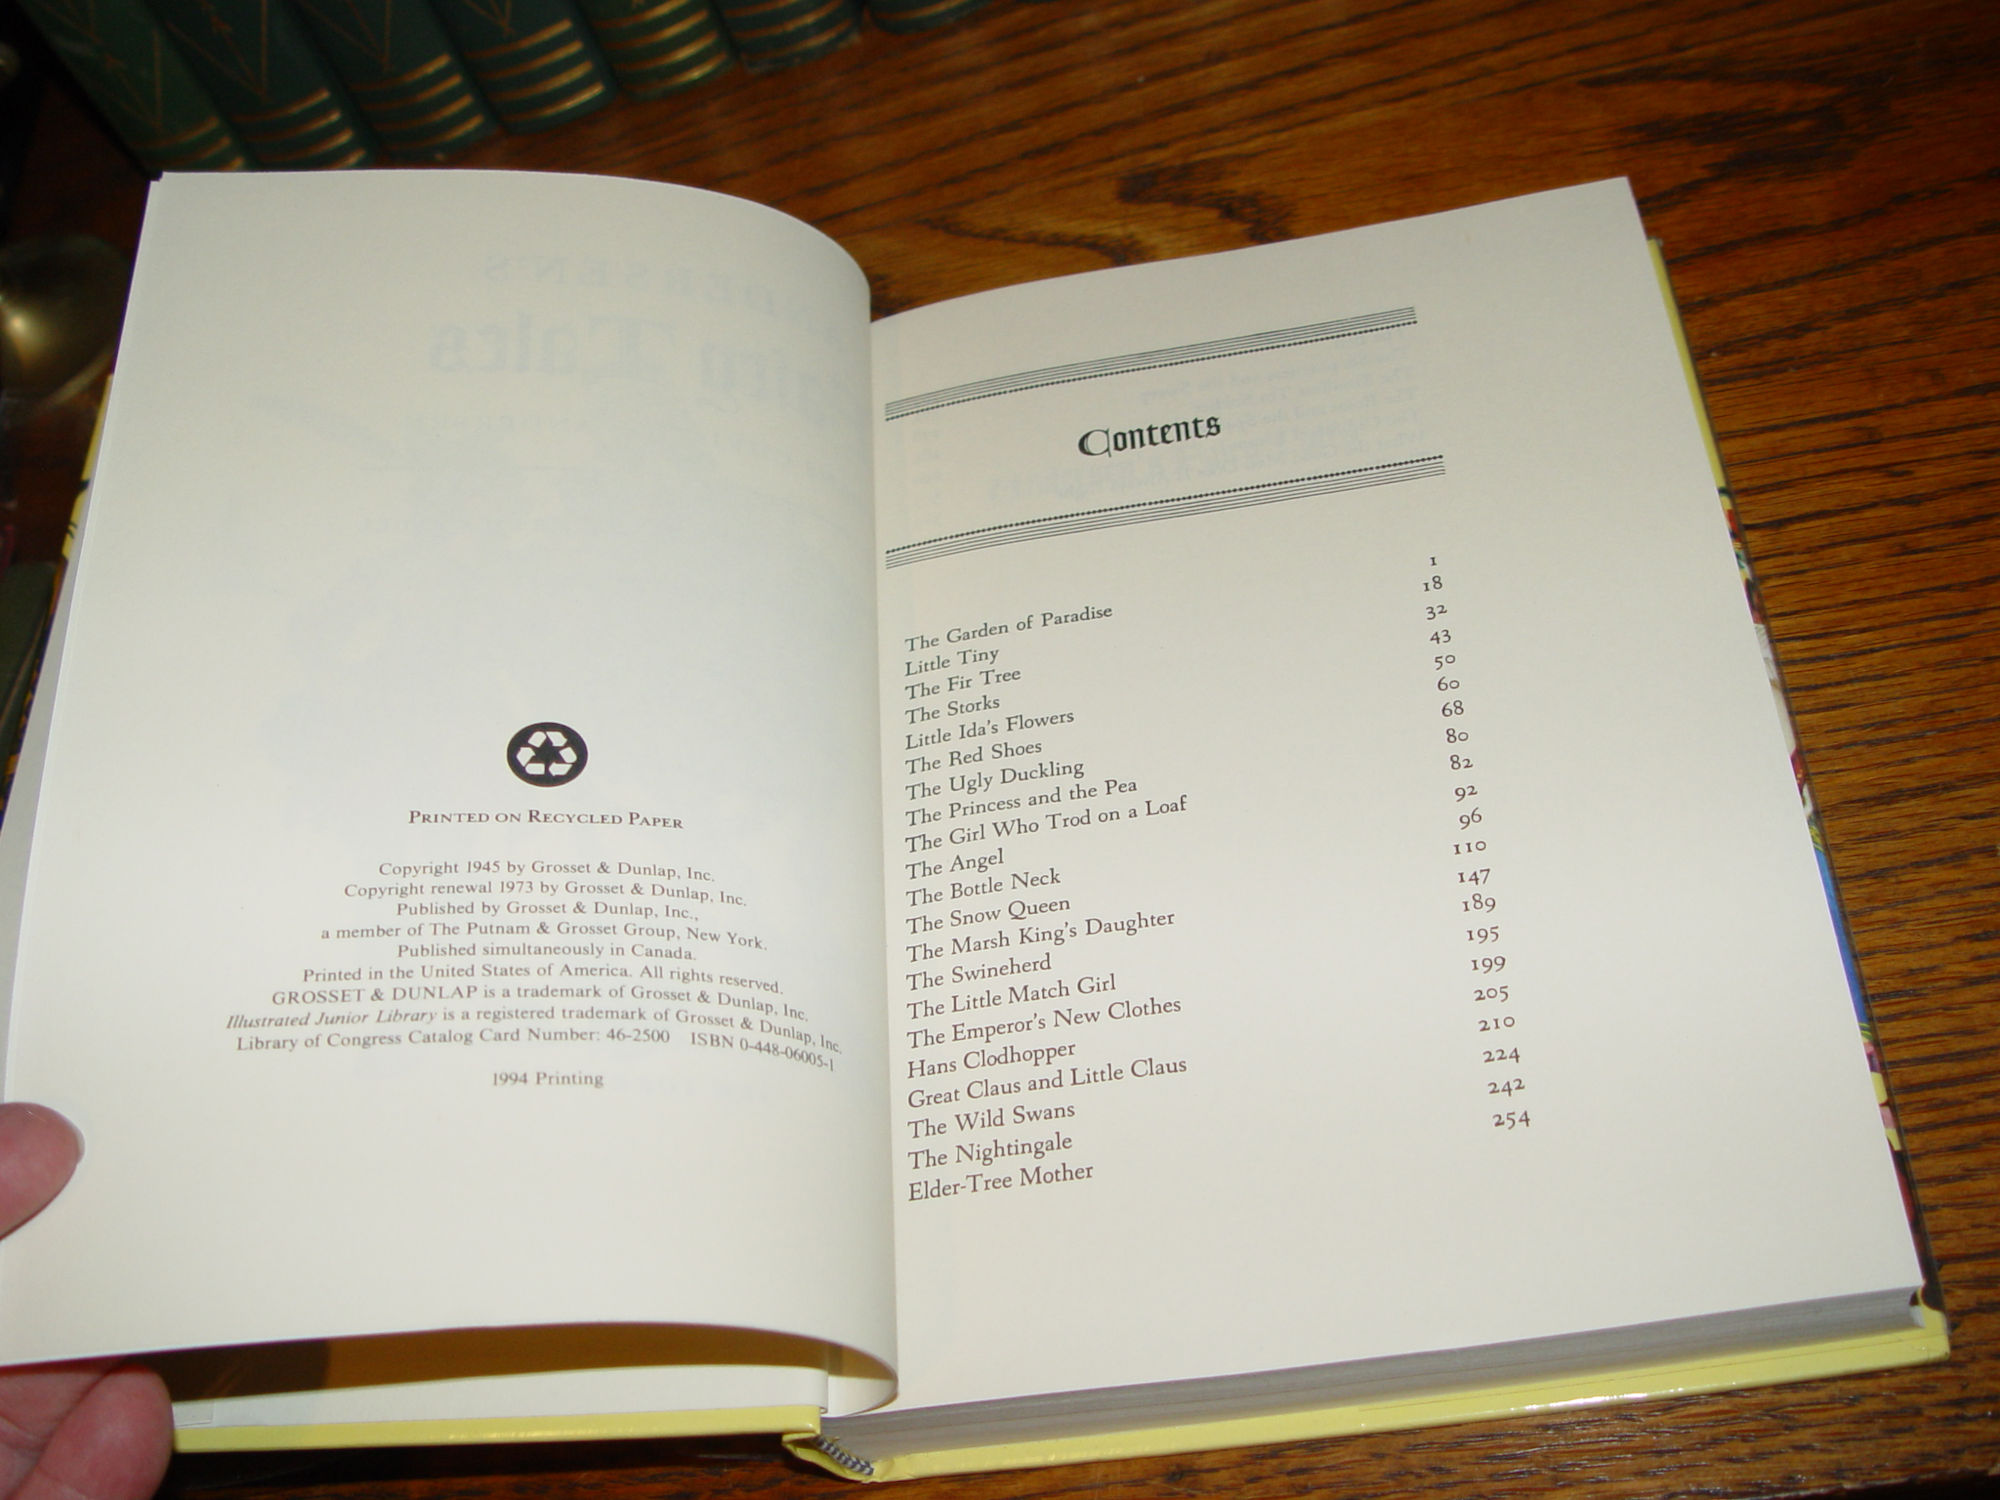 PRINTED ON RECYCLED PAPER
Copyright 1945 by Grosset & Dunlap, Inc.
Copyright renewal 1973 by Grosset & Dunlap, Inc.
Published by Grosset & Dunlap, Inc.,
a member of The Putnam & Grosset Group, New York.
Published simultaneously in Canada.
Printed in the United States of America. All rights reserved.
GROSSET & DUNLAP is a trademark of Grosset & Dunlap, Inc.
Illustrated Junior Library is a registered trademark of Grosset & Dunlap, Inc.
Library of Congress Catalog Card Number: 46-2500 ISBN 0-448-06005-1
1994 Printing
Contents
The Garden of Paradise 1
Little Tiny 18
The Fir Tree 32
The Storks 43
Little Ida's Flowers 50
The Red Shoes 60
The Ugly Duckling 68
The Princess and the Pea 80
The Girl Who Trod on a Loaf 82
The Angel 92
The Bottle Neck 96
The Snow Queen 110
The Marsh King's Daughter 147
The Swineherd 189
The Little Match Girl 195
The Emperor's New Clothes 199
Hans Clodhopper 205
Great Claus and Little Claus 210
The Wild Swans 224
The Nightingale 242
Elder-Tree Mother 254